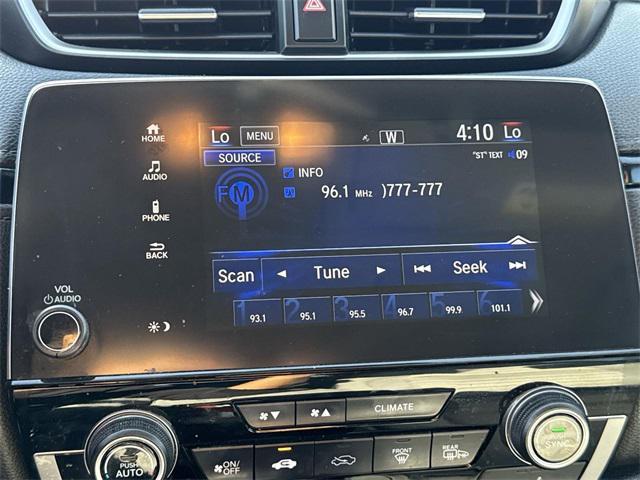 Lo MENU W 4:10 Lo
HOME
SOURCE "ST" TEXT 09
FM INFO
AUDIO
96.1 MHz )777-777
PHONE
BACK
Scan Tune Seek
VOL
AUDIO
1 93.1 2 95.1 3 95.5 4 96.7 5 99.9 6 101.1
CLIMATE
PUSH AUTO
ON/OFF
FRONT
REAR
PUSH SYNC